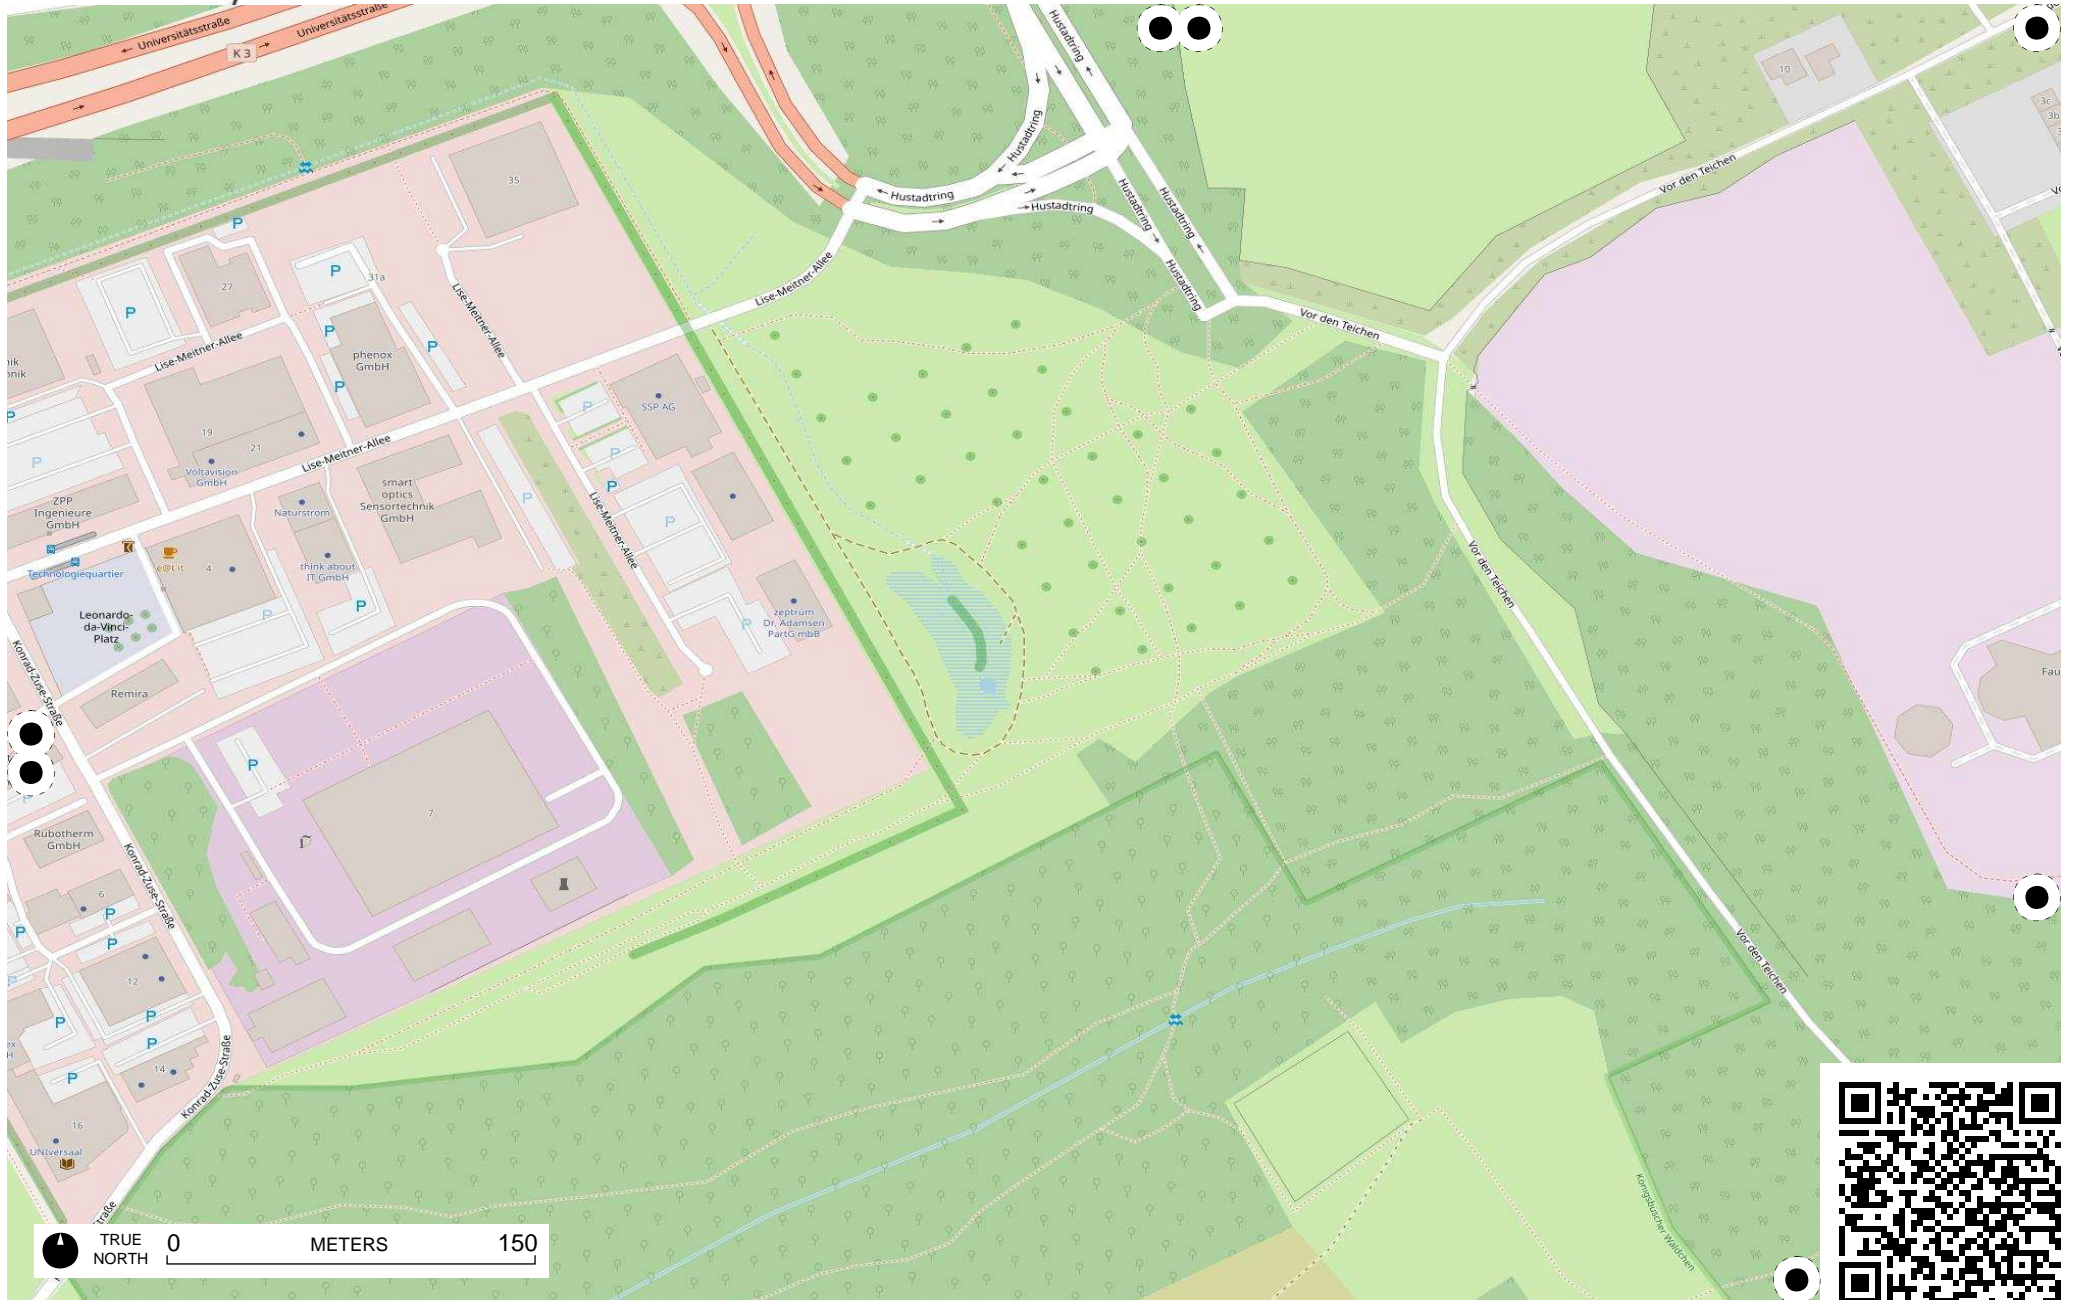 Universitätsstraße
Universitätsstraße
K 3
Hustadtring
Hustadtring
Hustadtring
Hustadtring
Hustadtring
Hustadtring
Hustadtring
10
3c
3b
Vor den Teichen
Vor den Teichen
35
27
P
P
P
31a
Lise-Meitner-Allee
Lise-Meitner-Allee
Lise-Meitner-Allee
P
P
P
phenox
GmbH
SSP AG
P
P
P
P
P
P
19
21
Voltavision
GmbH
Lise-Meitner-Allee
smart
optics
Sensortechnik
GmbH
ZPP
Ingenieure
GmbH
Naturstrom
Lise-Meitner-Allee
think about
IT GmbH
Technologiequartier
e@t it
4
P
P
P
Leonardo-
da-Vinci-
Platz
zeptrum
Dr. Adamsen
PartG mbB
Vor den Teichen
Konrad-Zuse-Straße
Remira
Fau
P
P
7
Rubotherm
GmbH
Konrad-Zuse-Straße
6
P
P
P
P
12
P
P
P
P
14
Konrad-Zuse-Straße
16
UNIversaal
Vor den Teichen
Königsbüscher Wäldchen
traße
TRUE
NORTH
0 METERS 150